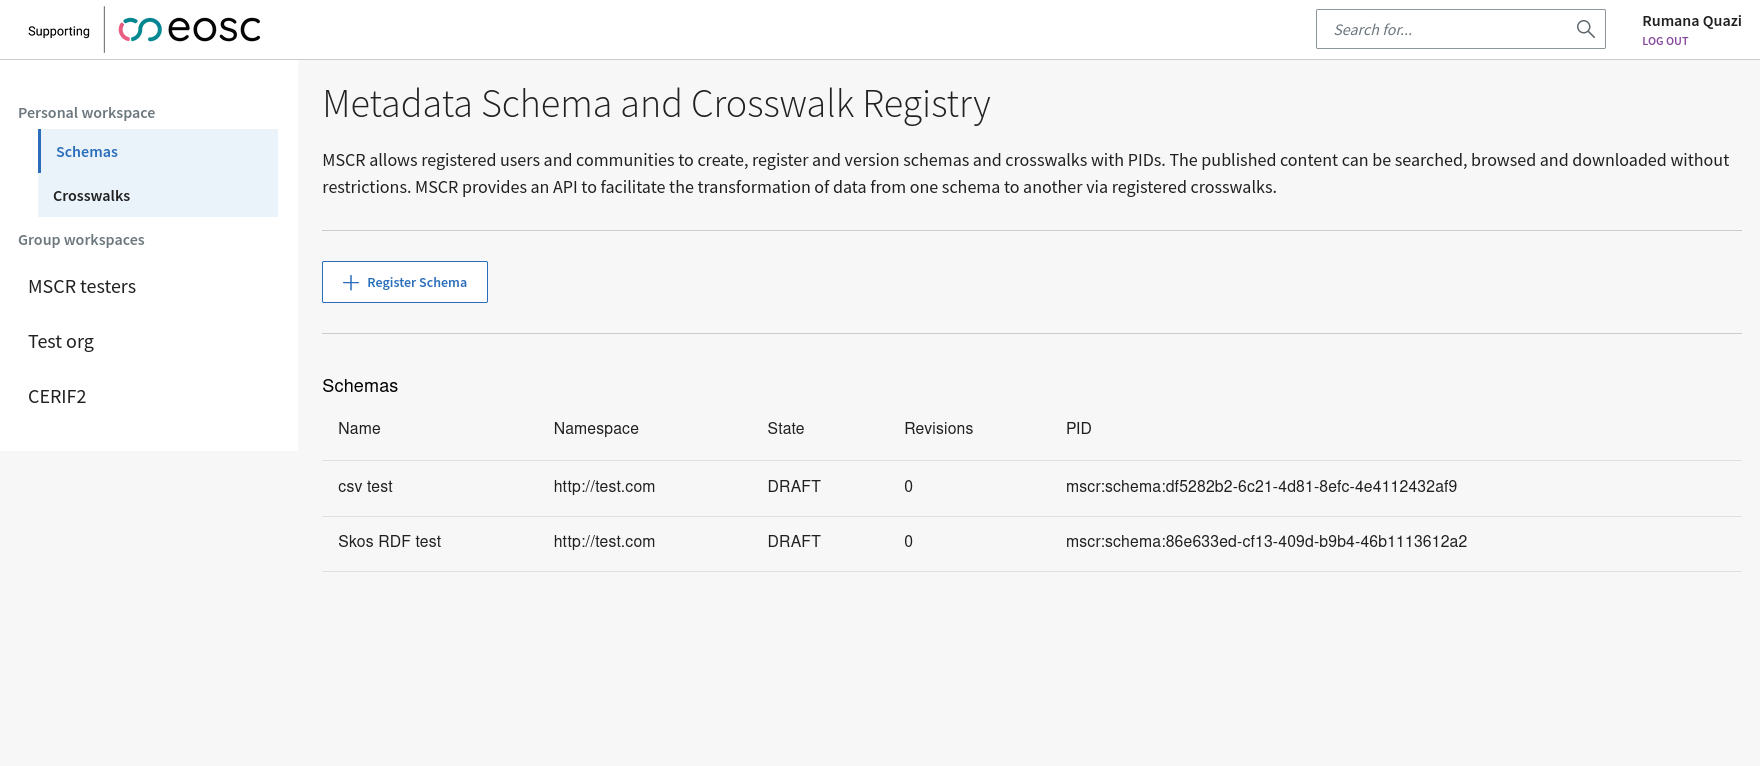 Supporting
eosc
Search for...
Rumana Quazi
LOG OUT
Personal workspace
Schemas
Crosswalks
Group workspaces
MSCR testers
Test org
CERIF2
Metadata Schema and Crosswalk Registry
MSCR allows registered users and communities to create, register and version schemas and crosswalks with PIDs. The published content can be searched, browsed and downloaded without
restrictions. MSCR provides an API to facilitate the transformation of data from one schema to another via registered crosswalks.
Register Schema
Schemas
Name Namespace State Revisions PID
csv test http://test.com DRAFT 0 mscr:schema:df5282b2-6c21-4d81-8efc-4e4112432af9
Skos RDF test http://test.com DRAFT 0 mscr:schema:86e633ed-cf13-409d-b9b4-46b1113612a2